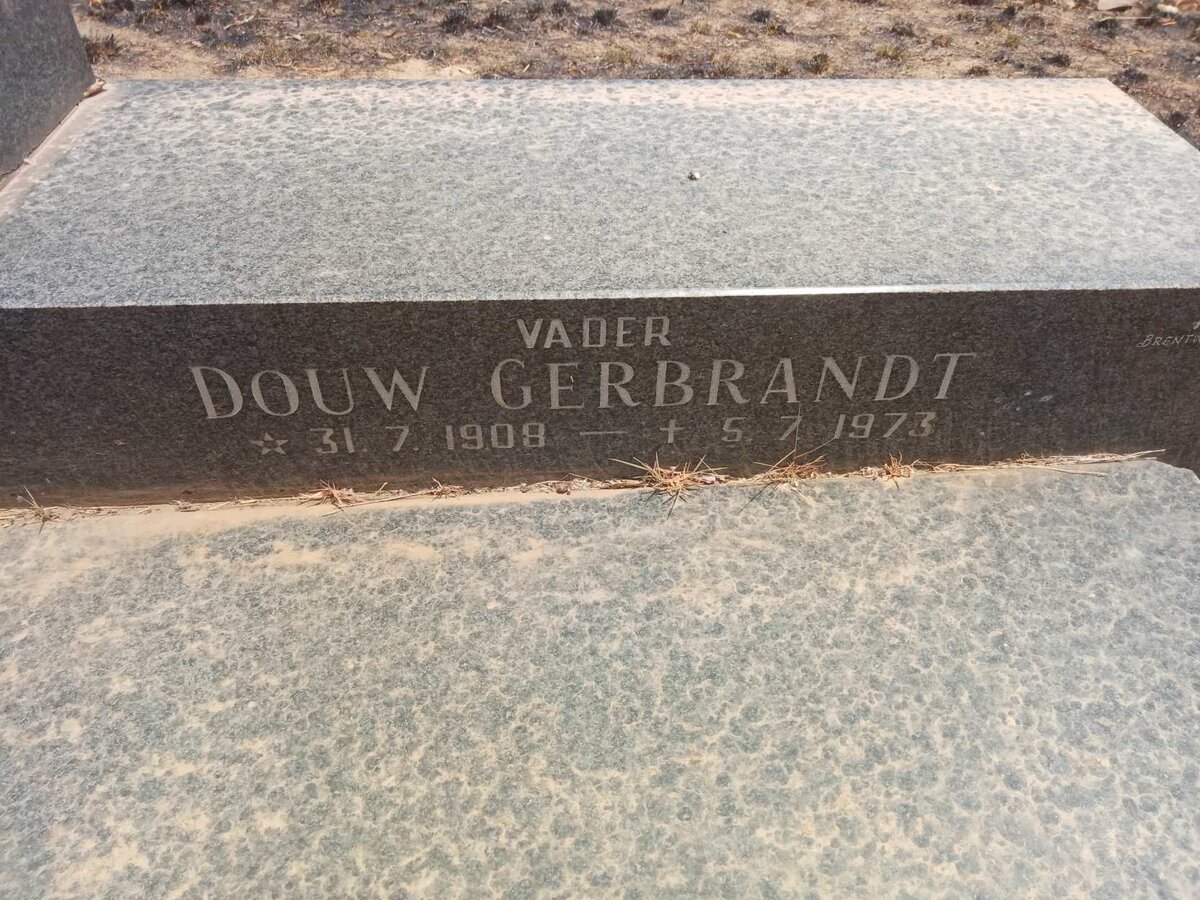 VADER
DOUW GERBRANDT
☆ 31. 7. 1908 — † 5. 7. 1973